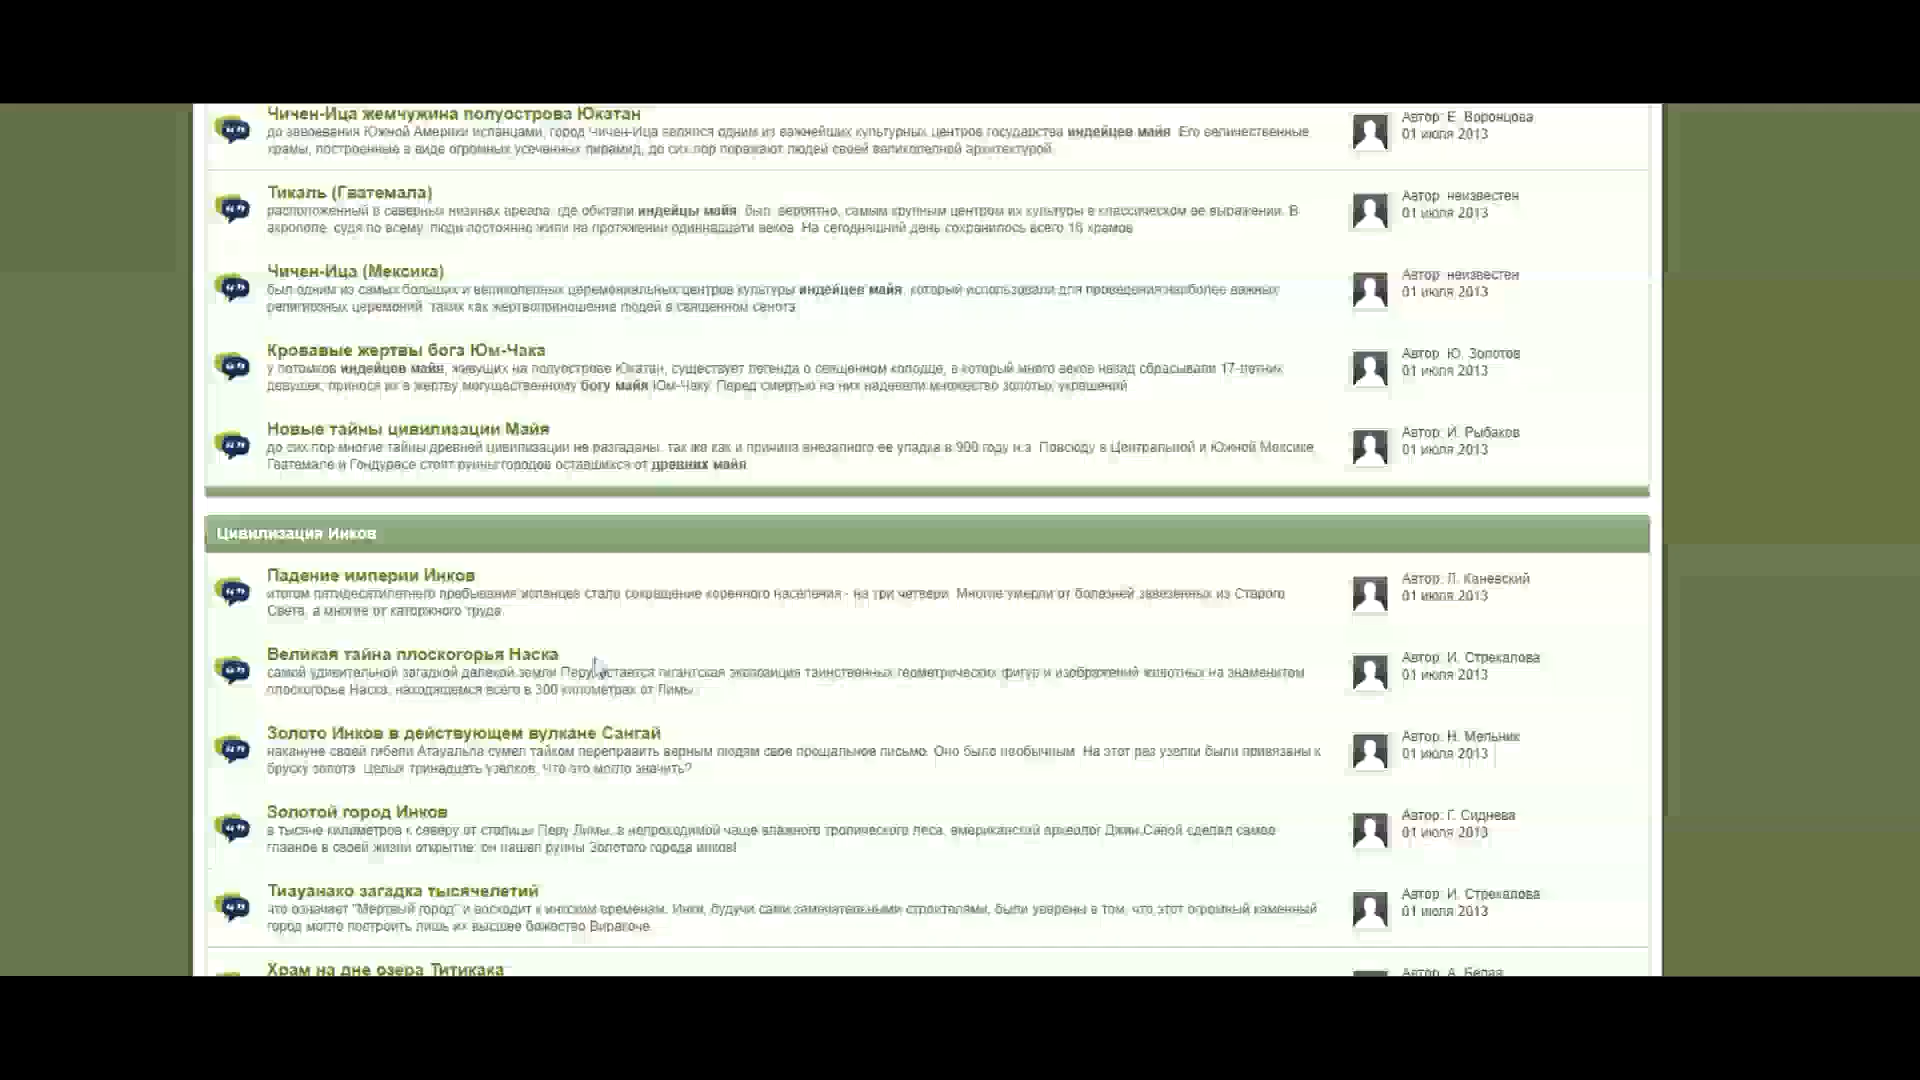 Чичен-Ица жемчужина полуострова Юкатан
до завоевания Южной Америки испанцами, город Чичен-Ица являлся одним из важнейших культурных центров государства индейцев майя. Его величественные
храмы, построенные в виде огромных усеченных пирамид, до сих пор поражают людей своей великолепной архитектурой.
Автор: Е. Воронцова
01 июля 2013
Тикаль (Гватемала)
расположенный в северных низинах ареала, где обитали индейцы майя, был, вероятно, самым крупным центром их культуры в классическом ее выражении. В
акрополе, судя по всему, люди постоянно жили на протяжении одиннадцати веков. На сегодняшний день сохранилось всего 16 храмов.
Автор: неизвестен
01 июля 2013
Чичен-Ица (Мексика)
был одним из самых больших и великолепных церемониальных центров культуры индейцев майя, который использовали для проведения наиболее важных
религиозных церемоний, таких как жертвоприношение людей в священном сеноте.
Автор: неизвестен
01 июля 2013
Кровавые жертвы бога Юм-Чака
у потомков индейцев майя, живущих на полуострове Юкатан, существует легенда о священном колодце, в который много веков назад сбрасывали 17-летних
девушек, принося их в жертву могущественному богу майя Юм-Чаку. Перед смертью на них надевали множество золотых украшений.
Автор: Ю. Золотов
01 июля 2013
Новые тайны цивилизации Майя
до сих пор многие тайны древней цивилизации не разгаданы, так же как и причина внезапного ее упадка в 900 году н.э. Повсюду в Центральной и Южной Мексике,
Гватемале и Гондурасе стоят руины городов оставшихся от древних майя.
Автор: И. Рыбаков
01 июля 2013
Цивилизация Инков
Падение империи Инков
итогом пятидесятилетнего пребывания испанцев стало сокращение коренного населения - на три четверти. Многие умерли от болезней завезенных из Старого
Света, а многие от каторжного труда.
Автор: Л. Каневский
01 июля 2013
Великая тайна плоскогорья Наска
самой удивительной загадкой далекой земли Перу остается гигантская экспозиция таинственных геометрических фигур и изображений животных на знаменитом
плоскогорье Наска, находящемся всего в 300 километрах от Лимы.
Автор: И. Стрекалова
01 июля 2013
Золото Инков в действующем вулкане Сангай
накануне своей гибели Атауальпа сумел тайком переправить верным людям свое прощальное письмо. Оно было необычным. На этот раз узелки были привязаны к
бруску золота. Целых тринадцать узелков. Что это могло значить?
Автор: Н. Мельник
01 июля 2013
Золотой город Инков
в тысяче километров к северу от столицы Перу Лимы, в непроходимой чаще влажного тропического леса, американский археолог Джин Савой сделал самое
главное в своей жизни открытие: он нашел руины Золотого города инков!
Автор: Г. Сиднева
01 июля 2013
Тиауанако загадка тысячелетий
что означает "Мертвый город" и восходит к инкским временам. Инки, будучи сами замечательными строителями, были уверены в том, что этот огромный каменный
город могло построить лишь их высшее божество Виракоче.
Автор: И. Стрекалова
01 июля 2013
Храм на дне озера Титикака
Автор: А. Белая